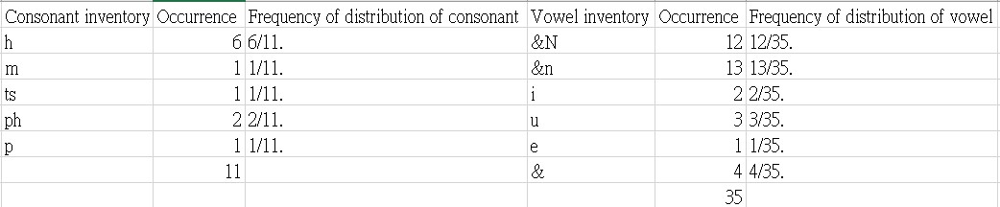 Consonant inventory Occurrence Frequency of distribution of consonant Vowel inventory Occurrence Frequency of distribution of vowel
h 6 6/11. &N 12 12/35.
m 1 1/11. &n 13 13/35.
ts 1 1/11. i 2 2/35.
ph 2 2/11. u 3 3/35.
p 1 1/11. e 1 1/35.
11 & 4 4/35.
35